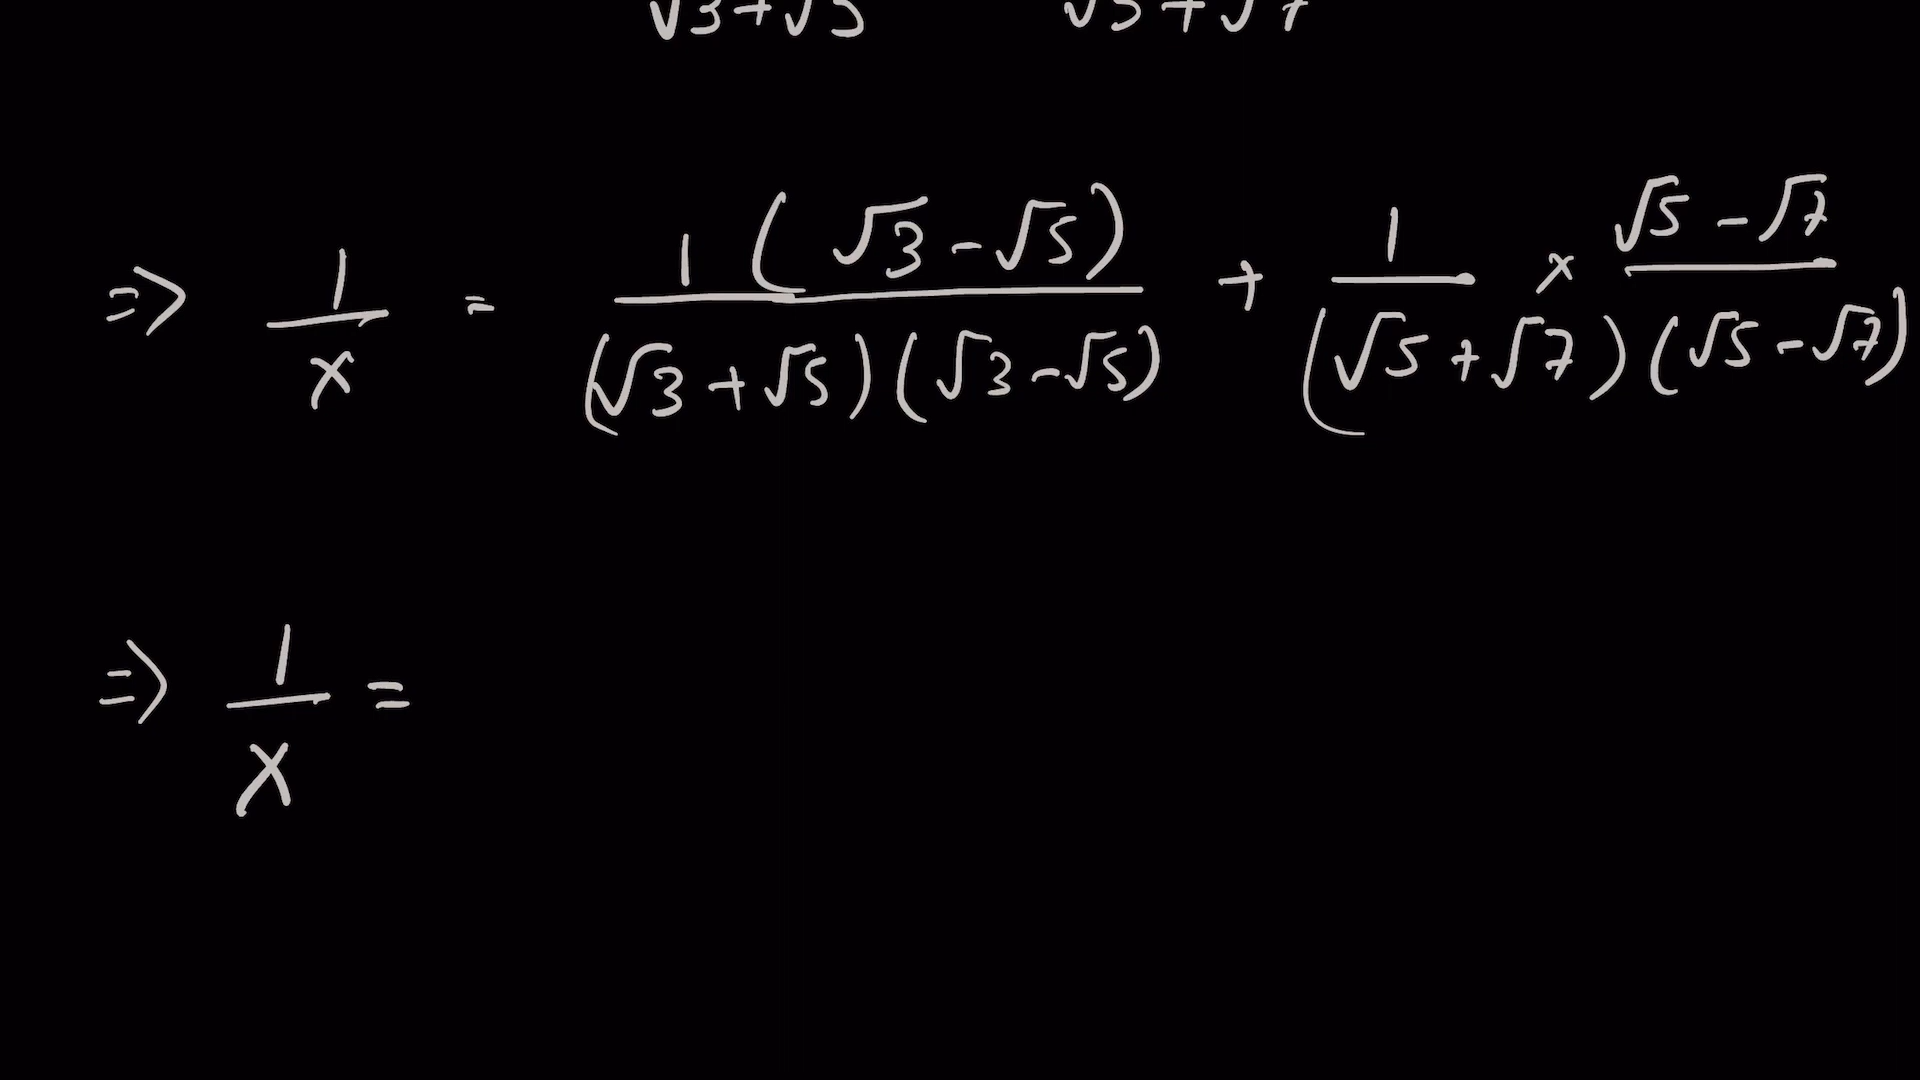 √3+√5 √5+√7
⇒ 1/x = 1(√3-√5)/((√3+√5)(√3-√5)) + 1/(√5+√7) × (√5-√7)/(√5-√7)
⇒ 1/x =